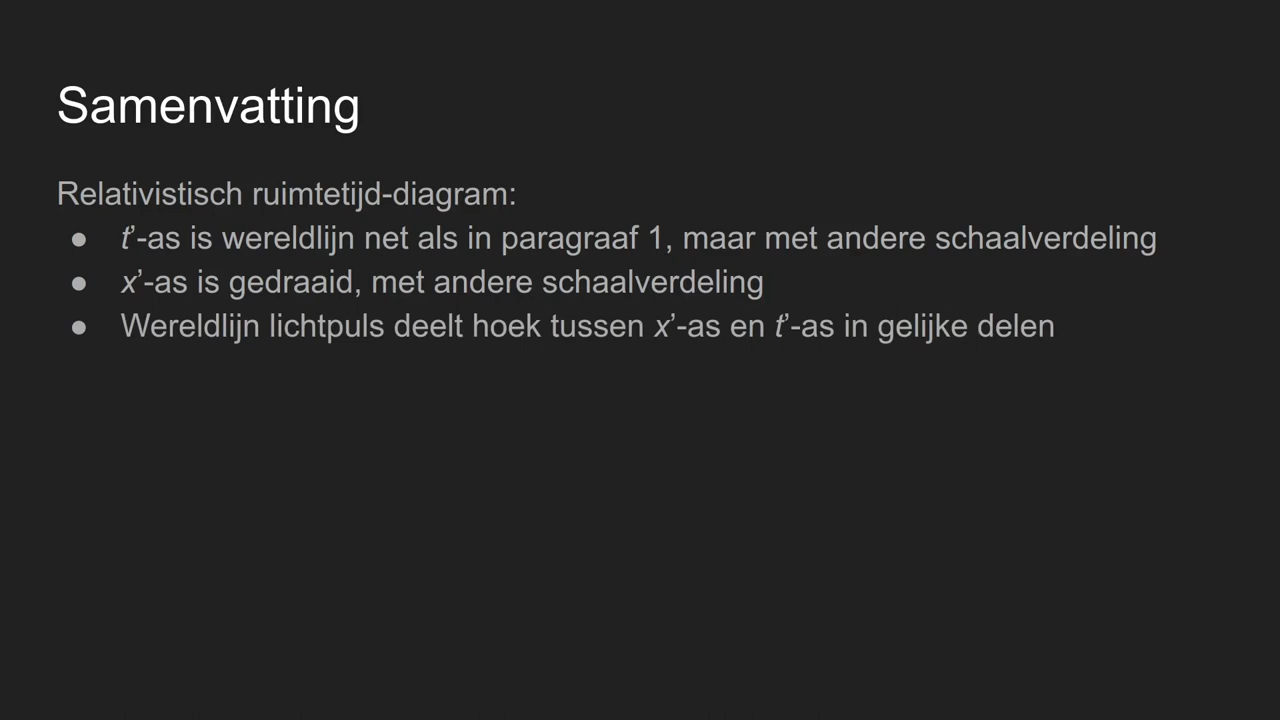 Samenvatting
Relativistisch ruimtetijd-diagram:
● t’-as is wereldlijn net als in paragraaf 1, maar met andere schaalverdeling
● x’-as is gedraaid, met andere schaalverdeling
● Wereldlijn lichtpuls deelt hoek tussen x’-as en t’-as in gelijke delen